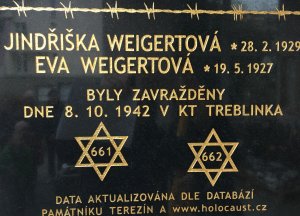 JINDŘIŠKA WEIGERTOVÁ * 28. 2. 1929
EVA WEIGERTOVÁ * 19. 5. 1927
BYLY ZAVRAŽDĚNY
DNE 8. 10. 1942 V KT TREBLINKA
661 662
DATA AKTUALIZOVÁNA DLE DATABÁZÍ
PAMÁTNÍKU TEREZÍN A www.holocaust.cz